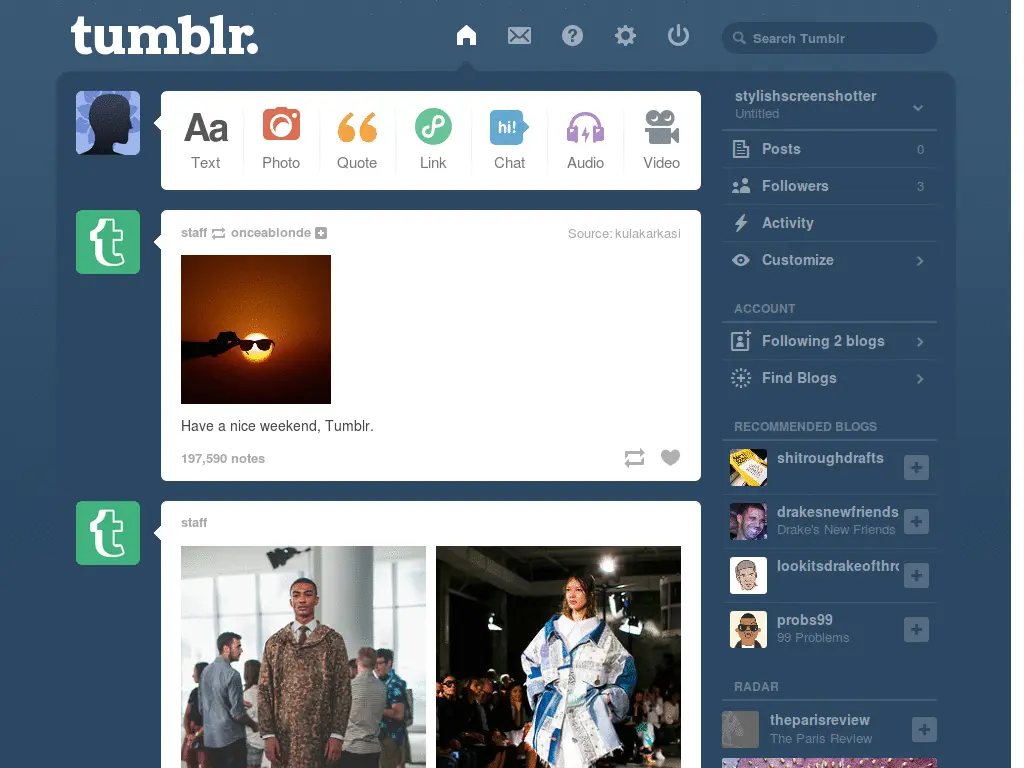 tumblr.
Search Tumblr
Aa
Text
Photo
Quote
Link
hi!
Chat
Audio
Video
staff onceablonde
Source: kulakarkasi
Have a nice weekend, Tumblr.
197,590 notes
staff
stylishscreenshotter
Untitled
Posts 0
Followers 3
Activity
Customize
ACCOUNT
Following 2 blogs
Find Blogs
RECOMMENDED BLOGS
shitroughdrafts
drakesnewfriends
Drake's New Friends
lookitsdrakeofthro
probs99
99 Problems
RADAR
theparisreview
The Paris Review